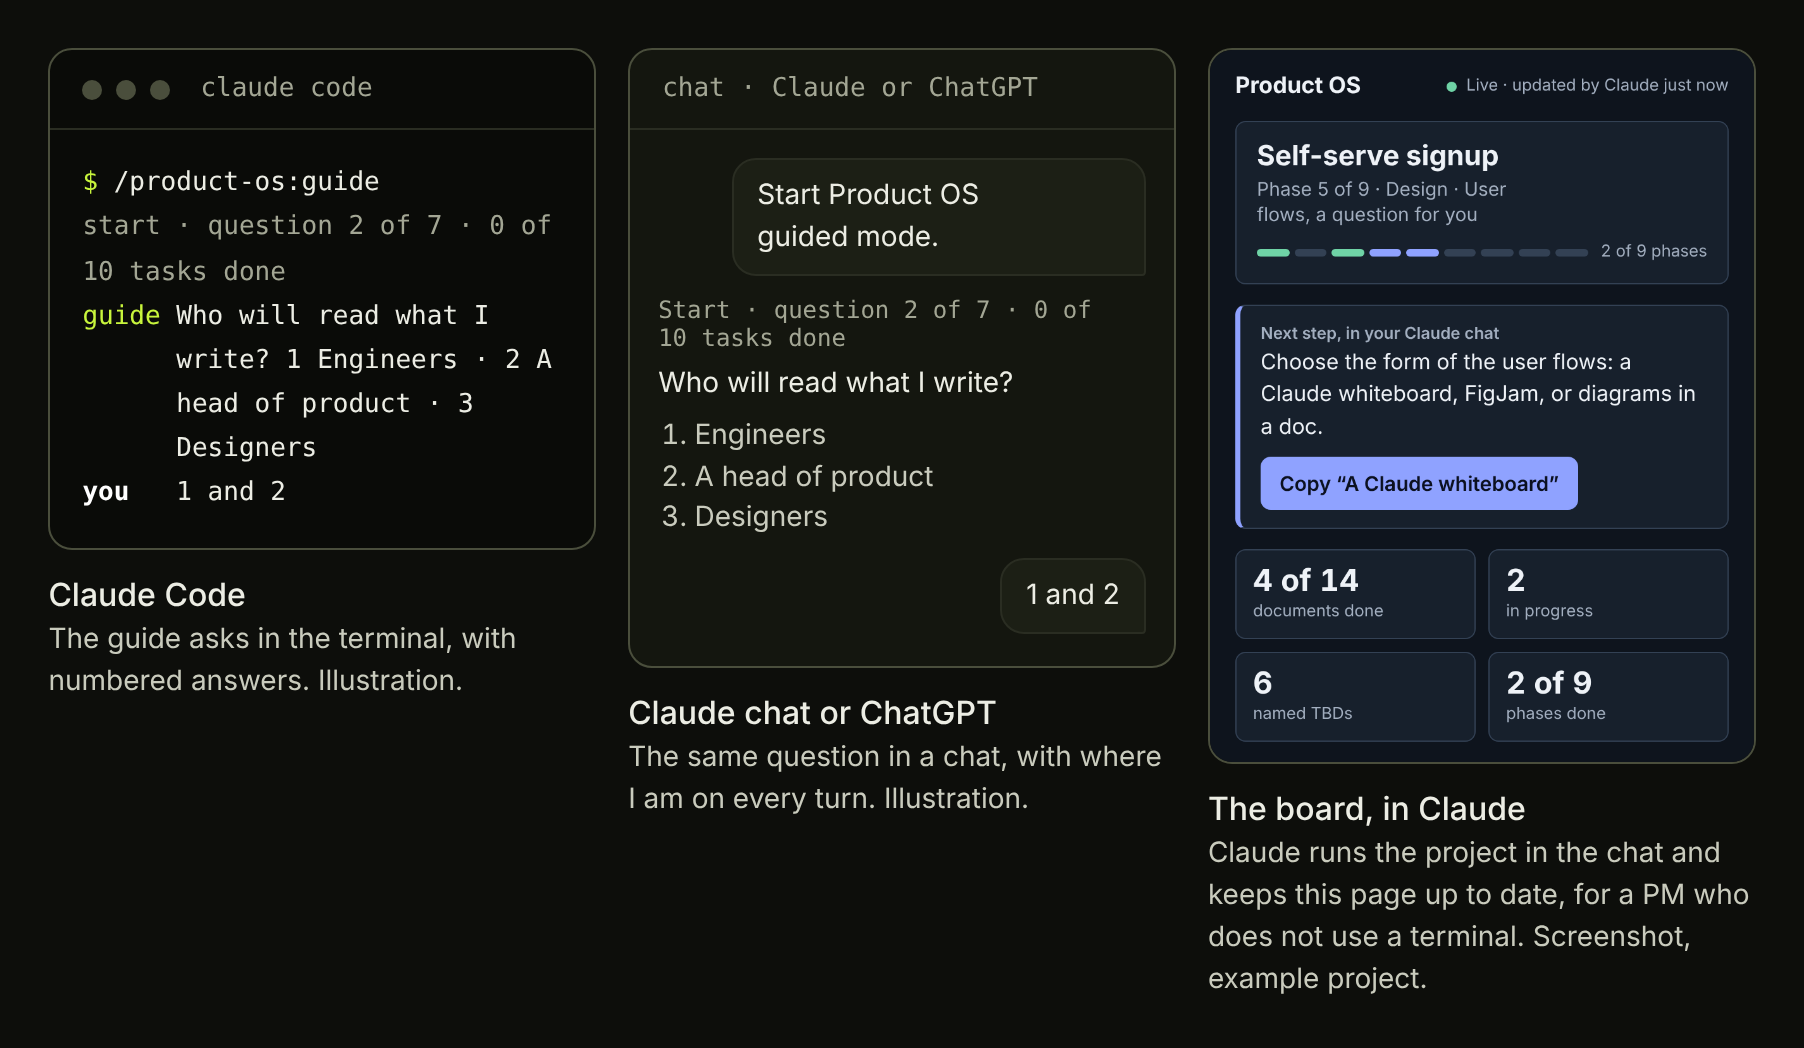 claude code
$ /product-os:guide
start · question 2 of 7 · 0 of
10 tasks done
guide Who will read what I
write? 1 Engineers · 2 A
head of product · 3
Designers
you 1 and 2
Claude Code
The guide asks in the terminal, with
numbered answers. Illustration.
chat · Claude or ChatGPT
Start Product OS
guided mode.
Start · question 2 of 7 · 0 of
10 tasks done
Who will read what I write?
1. Engineers
2. A head of product
3. Designers
1 and 2
Claude chat or ChatGPT
The same question in a chat, with where
I am on every turn. Illustration.
Product OS
Live · updated by Claude just now
Self-serve signup
Phase 5 of 9 · Design · User
flows, a question for you
2 of 9 phases
Next step, in your Claude chat
Choose the form of the user flows: a
Claude whiteboard, FigJam, or diagrams in
a doc.
Copy “A Claude whiteboard”
4 of 14
documents done
2
in progress
6
named TBDs
2 of 9
phases done
The board, in Claude
Claude runs the project in the chat and
keeps this page up to date, for a PM who
does not use a terminal. Screenshot,
example project.